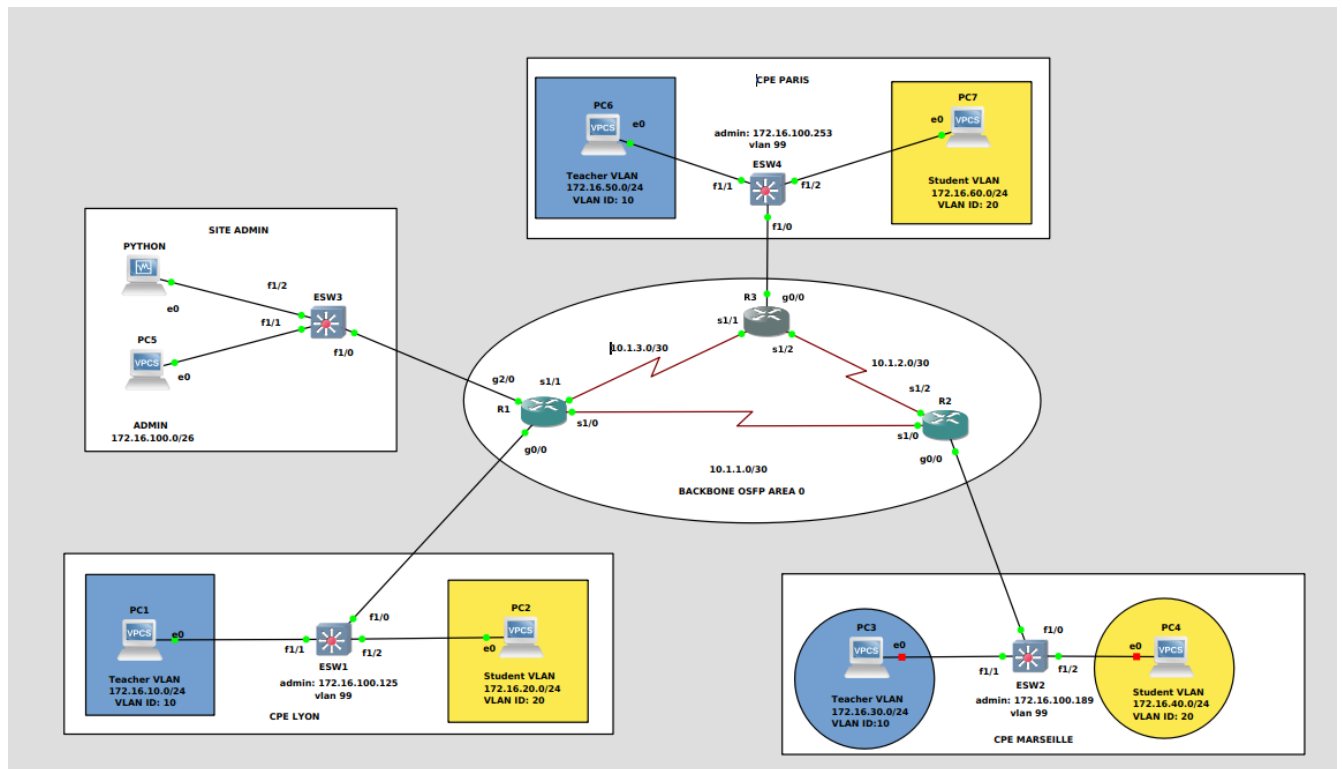 CPE PARIS
PC6
VPCS
e0
Teacher VLAN
172.16.50.0/24
VLAN ID: 10
admin: 172.16.100.253
vlan 99
ESW4
f1/1
f1/2
f1/0
PC7
e0
VPCS
Student VLAN
172.16.60.0/24
VLAN ID: 20
SITE ADMIN
PYTHON
e0
f1/2
f1/1
ESW3
f1/0
PC5
VPCS
e0
ADMIN
172.16.100.0/26
R3
g0/0
s1/1
s1/2
10.1.3.0/30
10.1.2.0/30
g2/0
s1/1
R1
s1/0
g0/0
s1/2
R2
s1/0
g0/0
10.1.1.0/30
BACKBONE OSFP AREA 0
PC1
VPCS
e0
Teacher VLAN
172.16.10.0/24
VLAN ID: 10
f1/0
f1/1
f1/2
ESW1
admin: 172.16.100.125
vlan 99
CPE LYON
PC2
VPCS
e0
Student VLAN
172.16.20.0/24
VLAN ID: 20
PC3
VPCS
e0
Teacher VLAN
172.16.30.0/24
VLAN ID:10
f1/0
f1/1
f1/2
ESW2
admin: 172.16.100.189
vlan 99
CPE MARSEILLE
PC4
e0
VPCS
Student VLAN
172.16.40.0/24
VLAN ID: 20